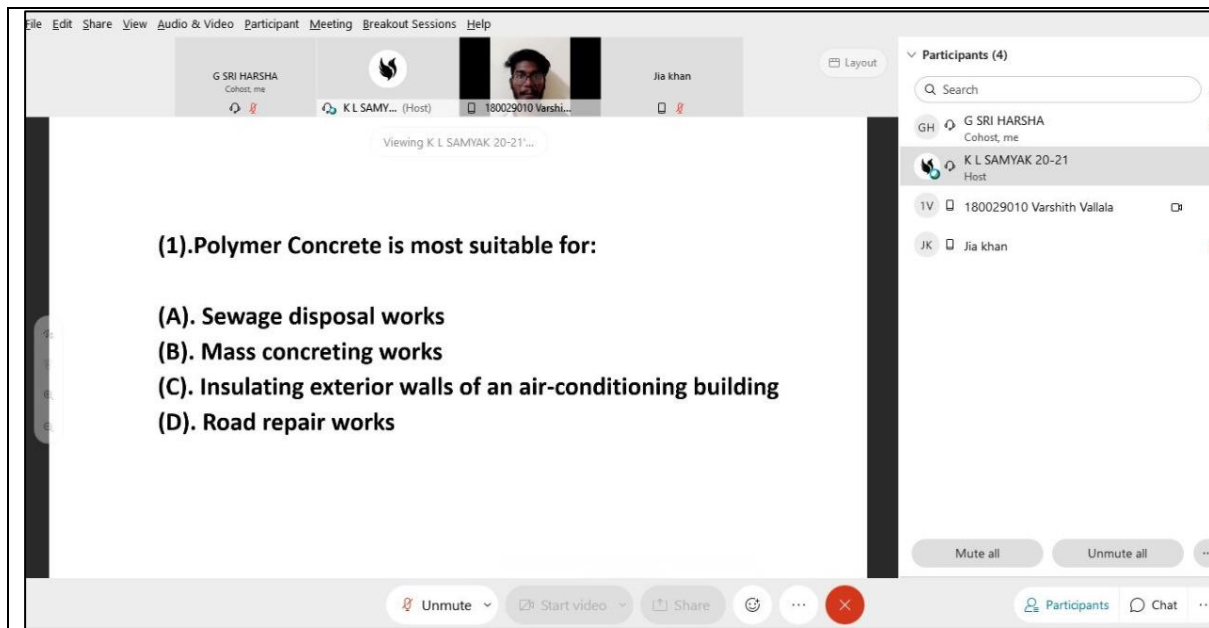 File Edit Share View Audio & Video Participant Meeting Breakout Sessions Help
G SRI HARSHA
Cohost, me
K L SAMY... (Host)
180029010 Varshi...
Jia khan
Layout
Viewing K L SAMYAK 20-21'...
(1).Polymer Concrete is most suitable for:
(A). Sewage disposal works
(B). Mass concreting works
(C). Insulating exterior walls of an air-conditioning building
(D). Road repair works
Participants (4)
Search
GH G SRI HARSHA
Cohost, me
K L SAMYAK 20-21
Host
1V 180029010 Varshith Vallala
JK Jia khan
Mute all Unmute all ...
Unmute Start video Share ...
Participants Chat ...